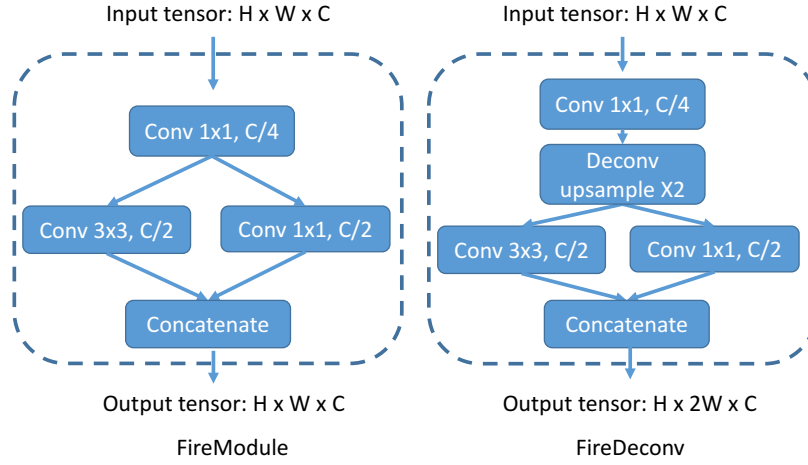 Input tensor: H x W x C
Conv 1x1, C/4
Conv 3x3, C/2
Conv 1x1, C/2
Concatenate
Output tensor: H x W x C
FireModule
Input tensor: H x W x C
Conv 1x1, C/4
Deconv
upsample X2
Conv 3x3, C/2
Conv 1x1, C/2
Concatenate
Output tensor: H x 2W x C
FireDeconv